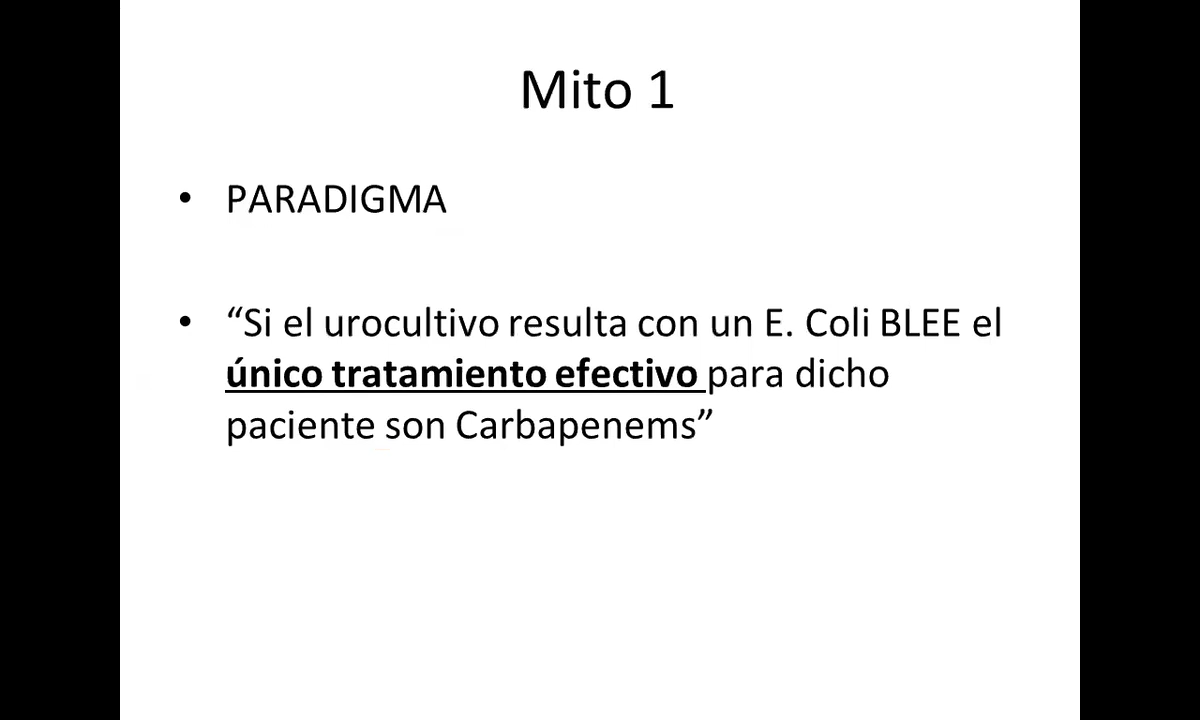 Mito 1
• PARADIGMA
• “Si el urocultivo resulta con un E. Coli BLEE el
único tratamiento efectivo para dicho
paciente son Carbapenems”